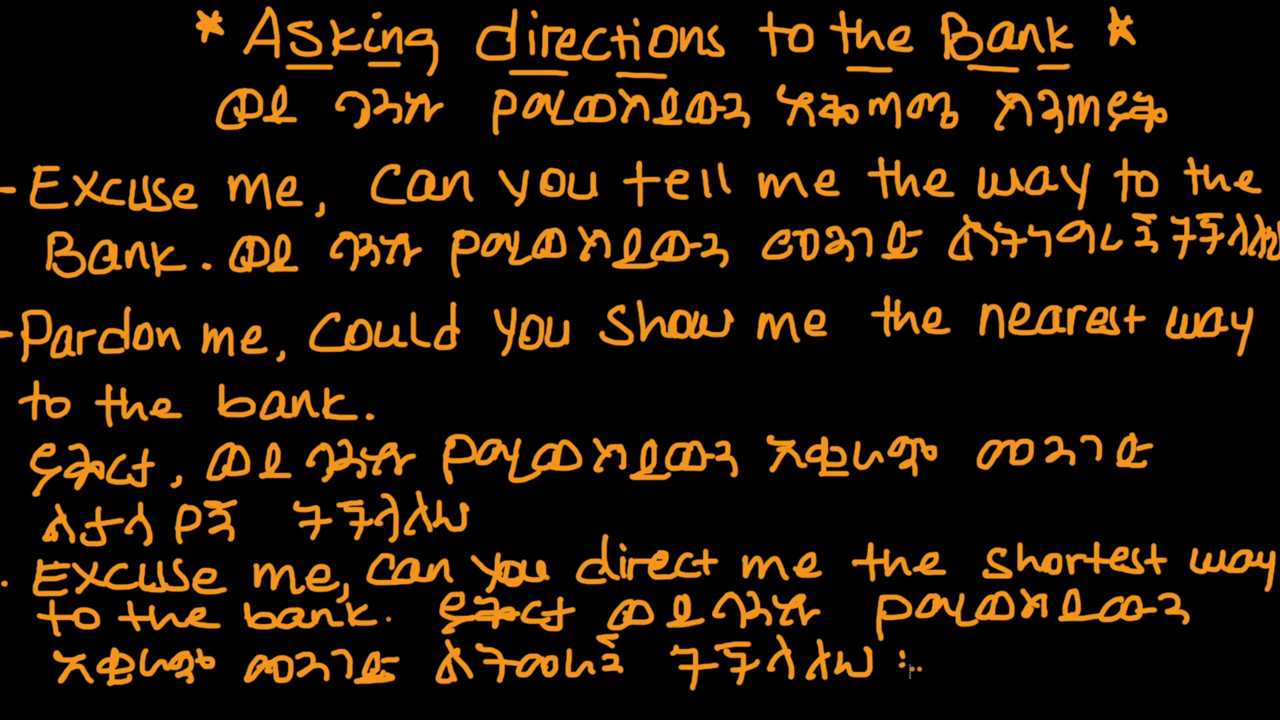 * Asking directions to the Bank *
ወደ ባንክ የሚወስደውን አቅጣጫ ስንጠይቅ
- Excuse me, can you tell me the way to the
Bank. ወደ ባንክ የሚወስደውን መንገድ ልትነግረኝ ትችላለህ
- Pardon me, could you show me the nearest way
to the bank.
ይቅርታ, ወደ ባንክ የሚወስደውን አቋራጭ መንገድ
ልታሳየኝ ትችላለህ
. Excuse me, can you direct me the shortest way
to the bank. ይቅርታ ወደ ባንክ የሚወስደውን
አቋራጭ መንገድ ልትመራኝ ትችላለህ ።